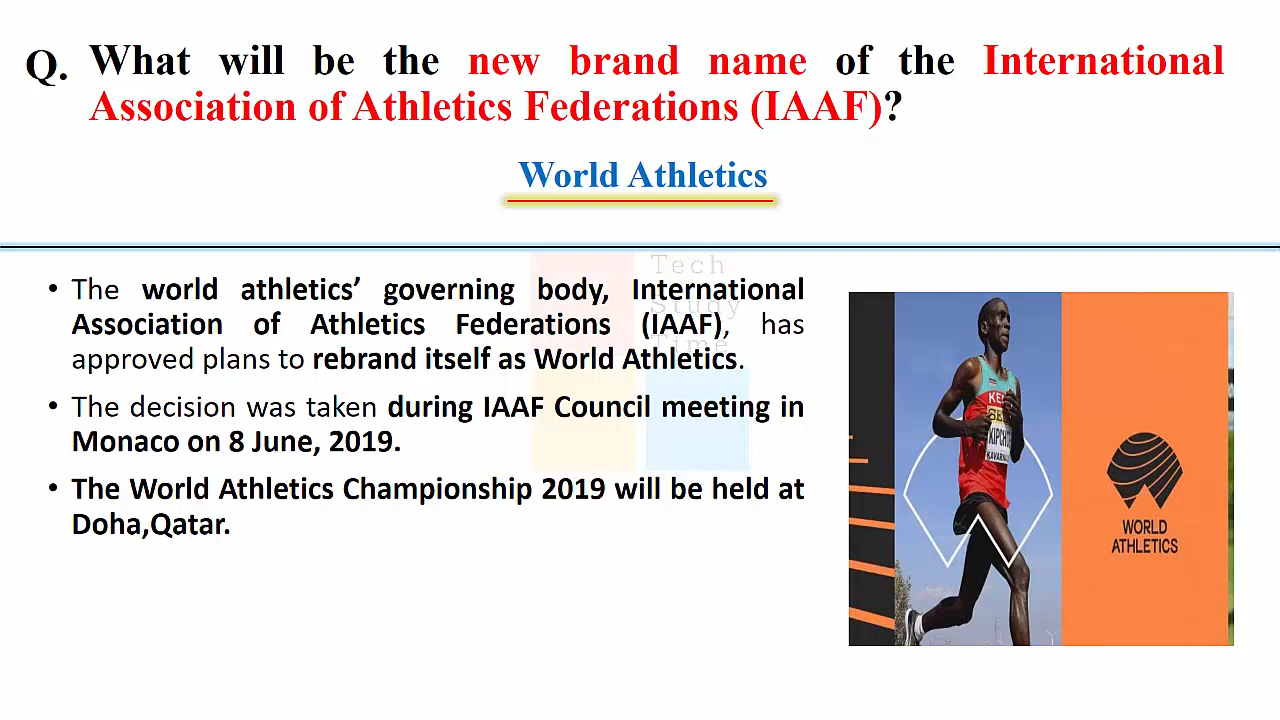 Q. What will be the new brand name of the International
Association of Athletics Federations (IAAF)?
World Athletics
Tech
Study
Time
• The world athletics’ governing body, International
Association of Athletics Federations (IAAF), has
approved plans to rebrand itself as World Athletics.
• The decision was taken during IAAF Council meeting in
Monaco on 8 June, 2019.
• The World Athletics Championship 2019 will be held at
Doha,Qatar.
WORLD
ATHLETICS